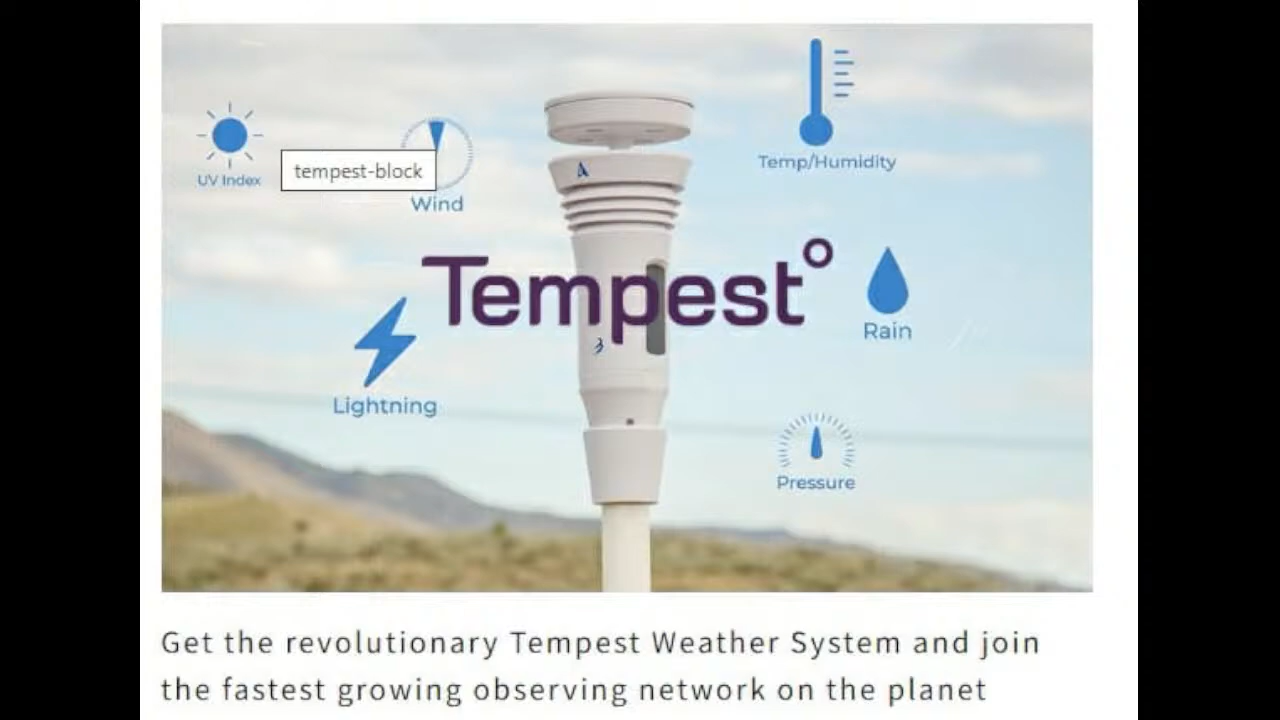 UV Index
tempest-block
Wind
Temp/Humidity
Tempest°
Rain
Lightning
Pressure
Get the revolutionary Tempest Weather System and join
the fastest growing observing network on the planet